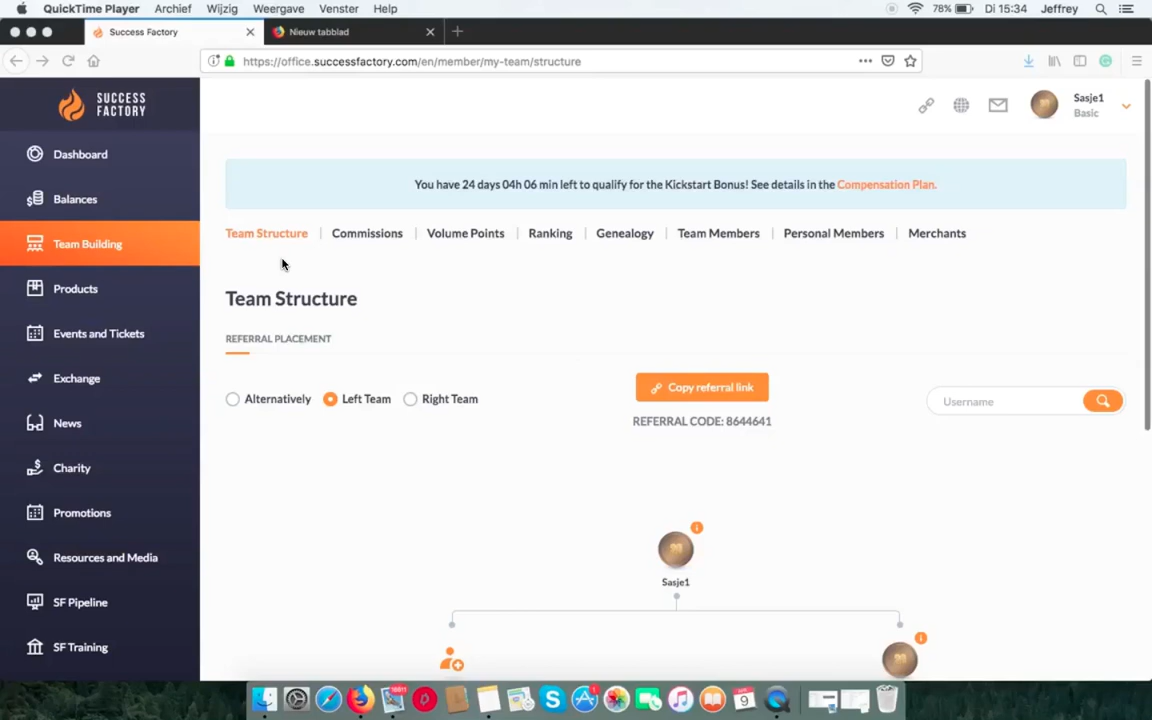 QuickTime Player Archief Wijzig Weergave Venster Help 78% Di 15:34 Jeffrey
Success Factory Nieuw tabblad
https://office.successfactory.com/en/member/my-team/structure
SUCCESS
FACTORY
Sasje1
Basic
Dashboard
Balances
Team Building
Products
Events and Tickets
Exchange
News
Charity
Promotions
Resources and Media
SF Pipeline
SF Training
You have 24 days 04h 06 min left to qualify for the Kickstart Bonus! See details in the Compensation Plan.
Team Structure Commissions Volume Points Ranking Genealogy Team Members Personal Members Merchants
Team Structure
REFERRAL PLACEMENT
Alternatively Left Team Right Team
Copy referral link
REFERRAL CODE: 8644641
Username
Sasje1